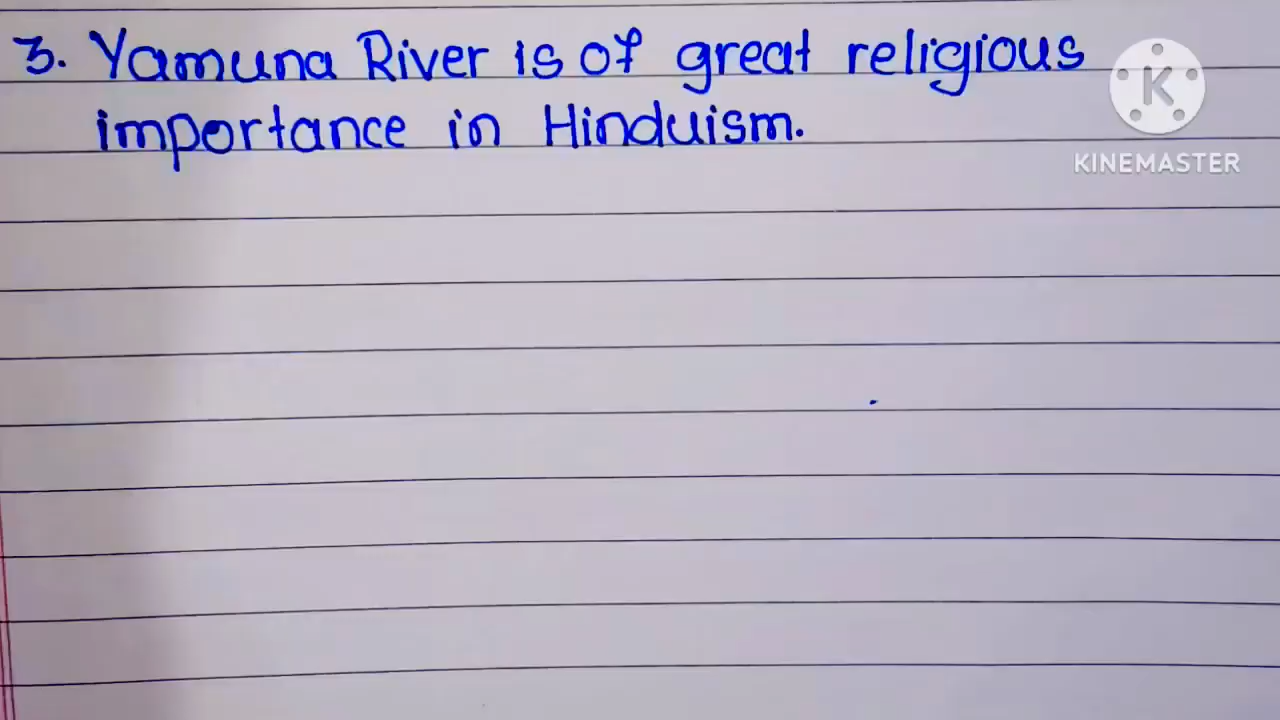 3. Yamuna River is of great religious
importance in Hinduism.
K
KINEMASTER